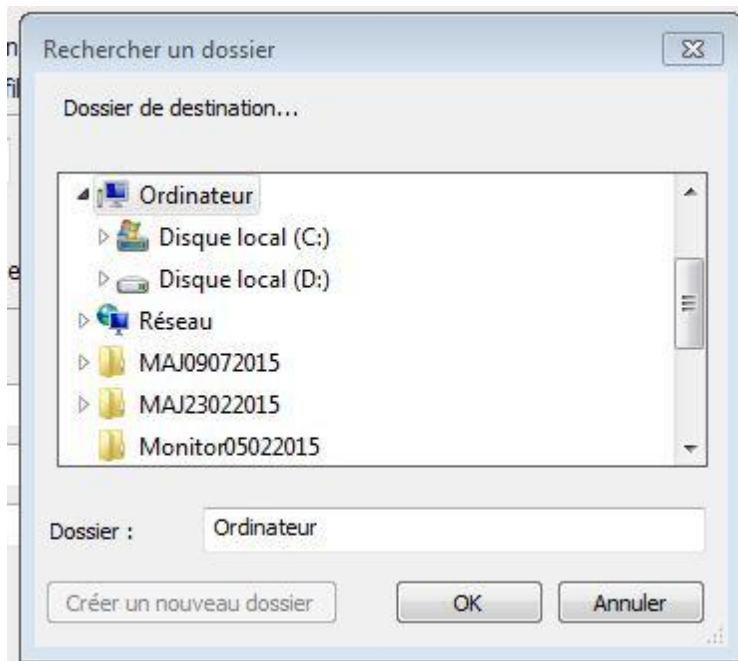 Rechercher un dossier
Dossier de destination...
Ordinateur
Disque local (C:)
Disque local (D:)
Réseau
MAJ09072015
MAJ23022015
Monitor05022015
Dossier :
Ordinateur
Créer un nouveau dossier
OK
Annuler